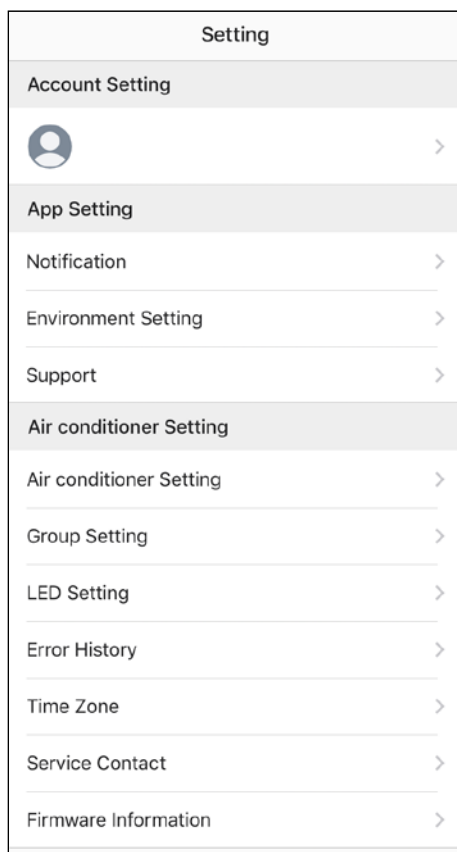 Setting
Account Setting
App Setting
Notification
Environment Setting
Support
Air conditioner Setting
Air conditioner Setting
Group Setting
LED Setting
Error History
Time Zone
Service Contact
Firmware Information